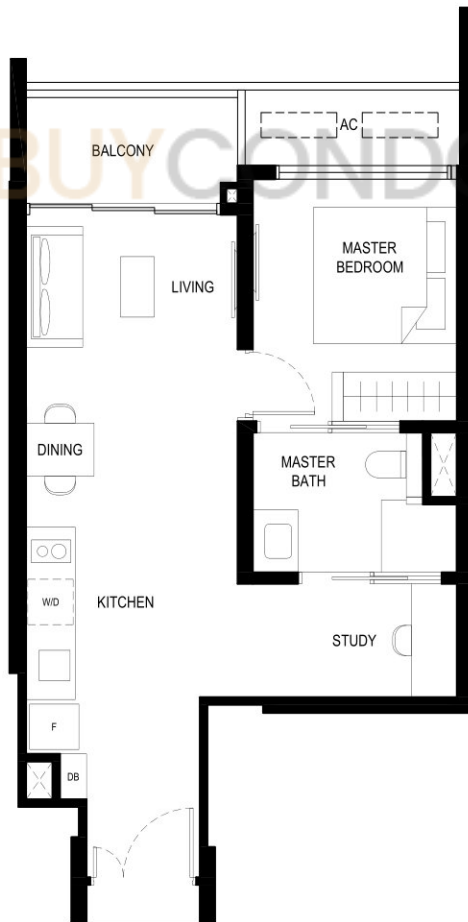 AC
BALCONY
BUYCONDO
MASTER
BEDROOM
LIVING
DINING
MASTER
BATH
W/D
KITCHEN
STUDY
F
DB